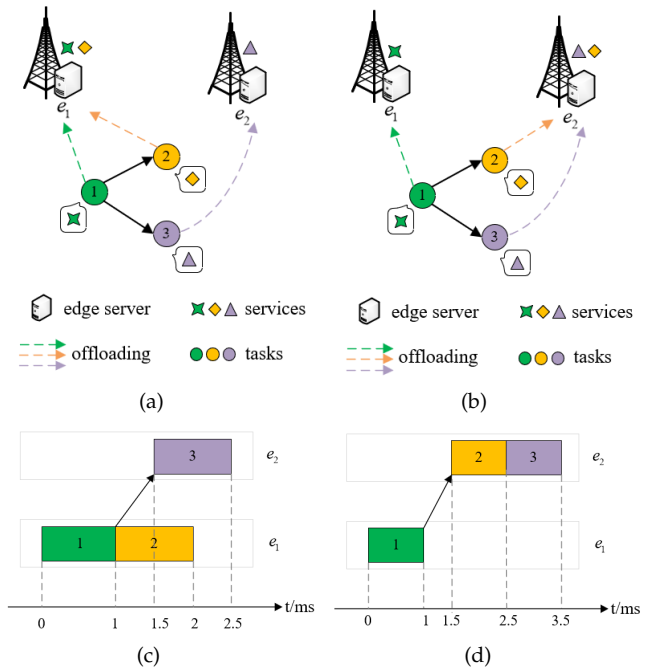 e1
e2
1
2
3
edge server
services
offloading
tasks
(a)
e1
e2
1
2
3
edge server
services
offloading
tasks
(b)
3
e2
1 2
e1
0 1 1.5 2 2.5 t/ms
(c)
2 3
e2
1
e1
0 1 1.5 2.5 3.5 t/ms
(d)